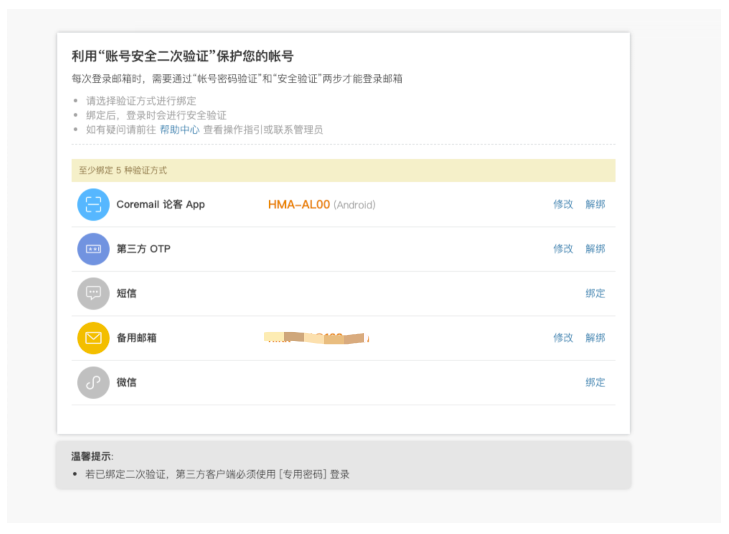 利用“账号安全二次验证”保护您的帐号
每次登录邮箱时，需要通过“帐号密码验证”和“安全验证”两步才能登录邮箱
• 请选择验证方式进行绑定
• 绑定后，登录时会进行安全验证
• 如有疑问请前往 帮助中心 查看操作指引或联系管理员
至少绑定 5 种验证方式
Coremail 论客 App HMA-AL00 (Android) 修改 解绑
第三方 OTP 修改 解绑
短信 绑定
备用邮箱 修改 解绑
微信 绑定
温馨提示:
• 若已绑定二次验证，第三方客户端必须使用 [专用密码] 登录